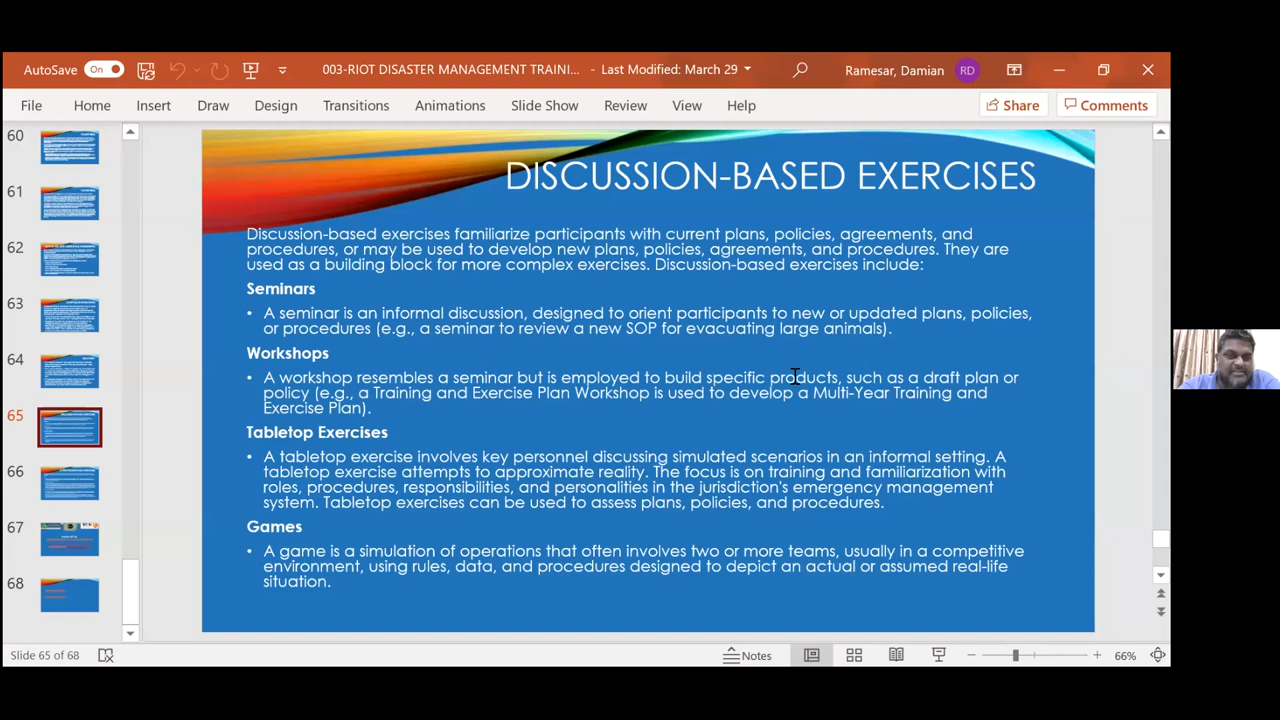 AutoSave On 003-RIOT DISASTER MANAGEMENT TRAINI... - Last Modified: March 29 Ramesar, Damian RD
File Home Insert Draw Design Transitions Animations Slide Show Review View Help Share Comments
60
61
62
63
64
65
66
67
68
DISCUSSION-BASED EXERCISES
Discussion-based exercises familiarize participants with current plans, policies, agreements, and
procedures, or may be used to develop new plans, policies, agreements, and procedures. They are
used as a building block for more complex exercises. Discussion-based exercises include:
Seminars
• A seminar is an informal discussion, designed to orient participants to new or updated plans, policies,
or procedures (e.g., a seminar to review a new SOP for evacuating large animals).
Workshops
• A workshop resembles a seminar but is employed to build specific products, such as a draft plan or
policy (e.g., a Training and Exercise Plan Workshop is used to develop a Multi-Year Training and
Exercise Plan).
Tabletop Exercises
• A tabletop exercise involves key personnel discussing simulated scenarios in an informal setting. A
tabletop exercise attempts to approximate reality. The focus is on training and familiarization with
roles, procedures, responsibilities, and personalities in the jurisdiction's emergency management
system. Tabletop exercises can be used to assess plans, policies, and procedures.
Games
• A game is a simulation of operations that often involves two or more teams, usually in a competitive
environment, using rules, data, and procedures designed to depict an actual or assumed real-life
situation.
Slide 65 of 68 Notes 66%